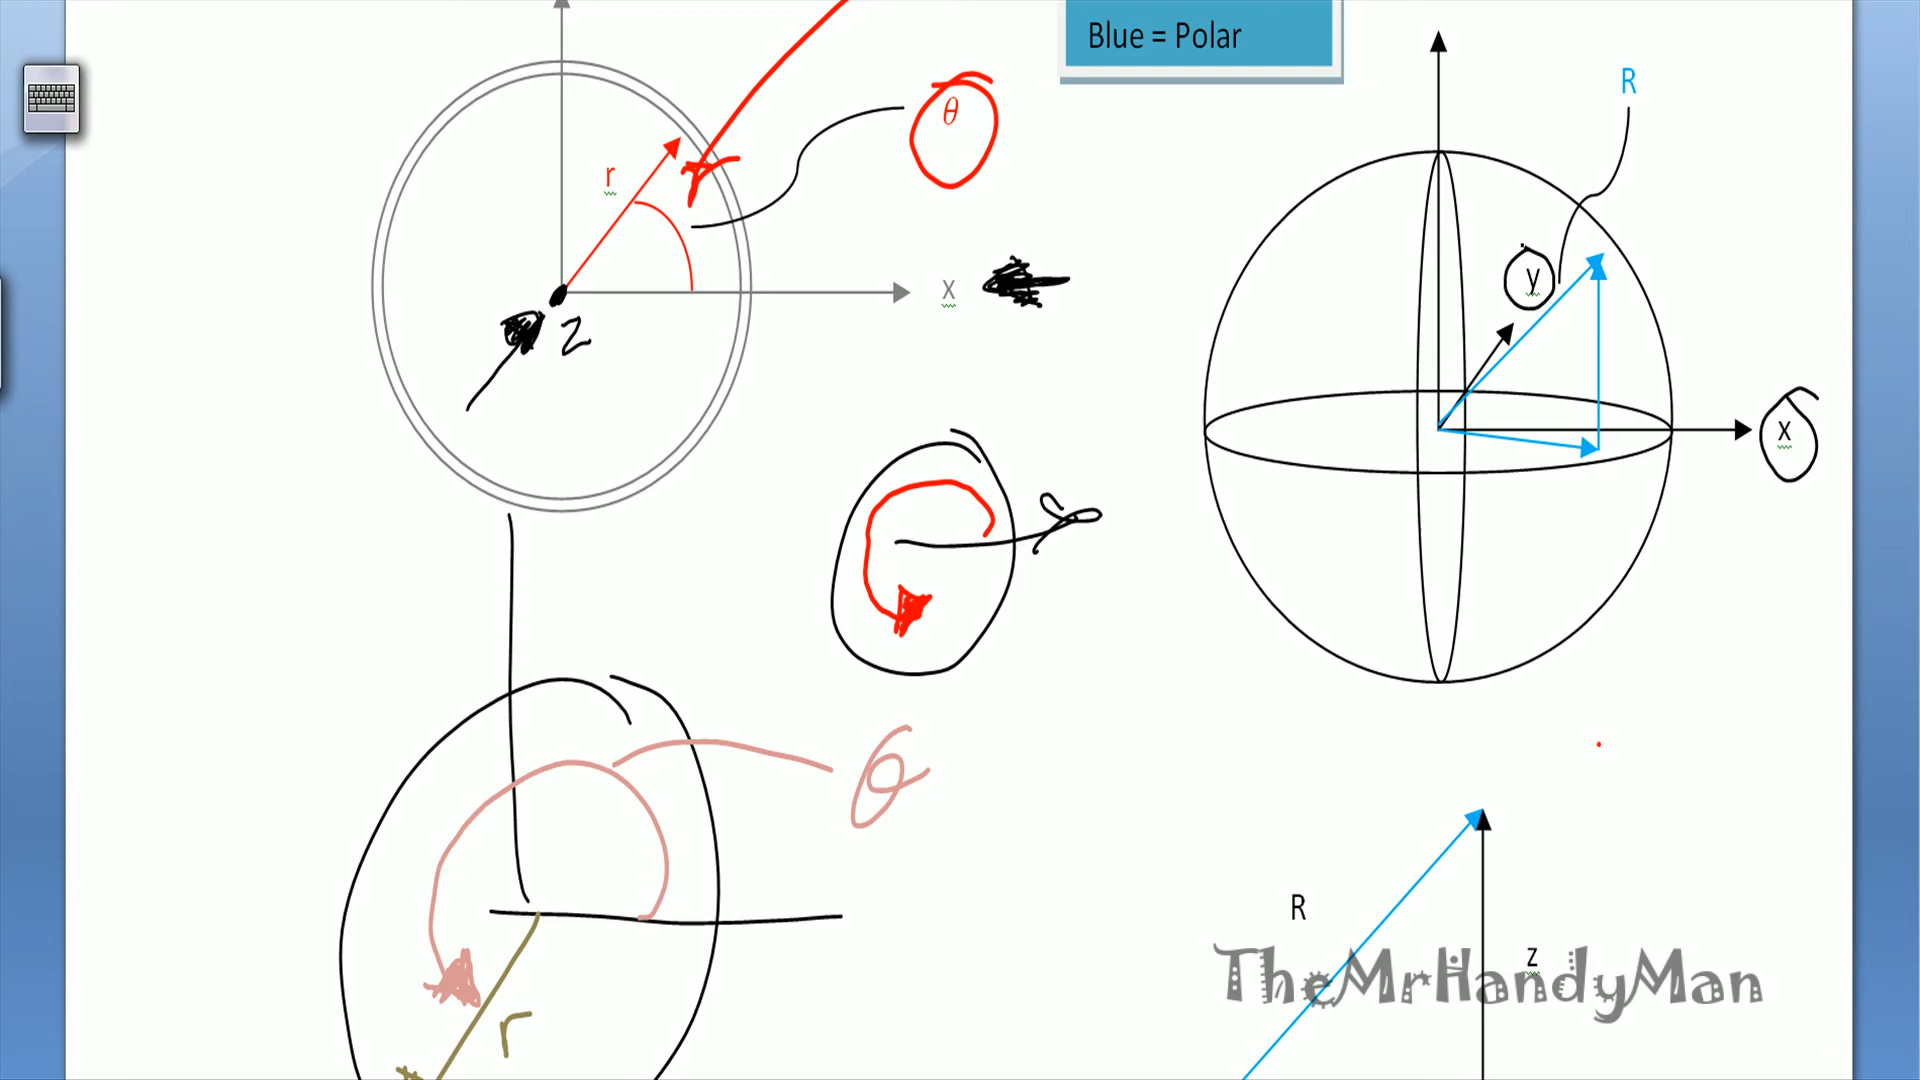 Blue = Polar
R
θ
r
y
x
z
x
θ
R
z
TheMrHandyMan
r